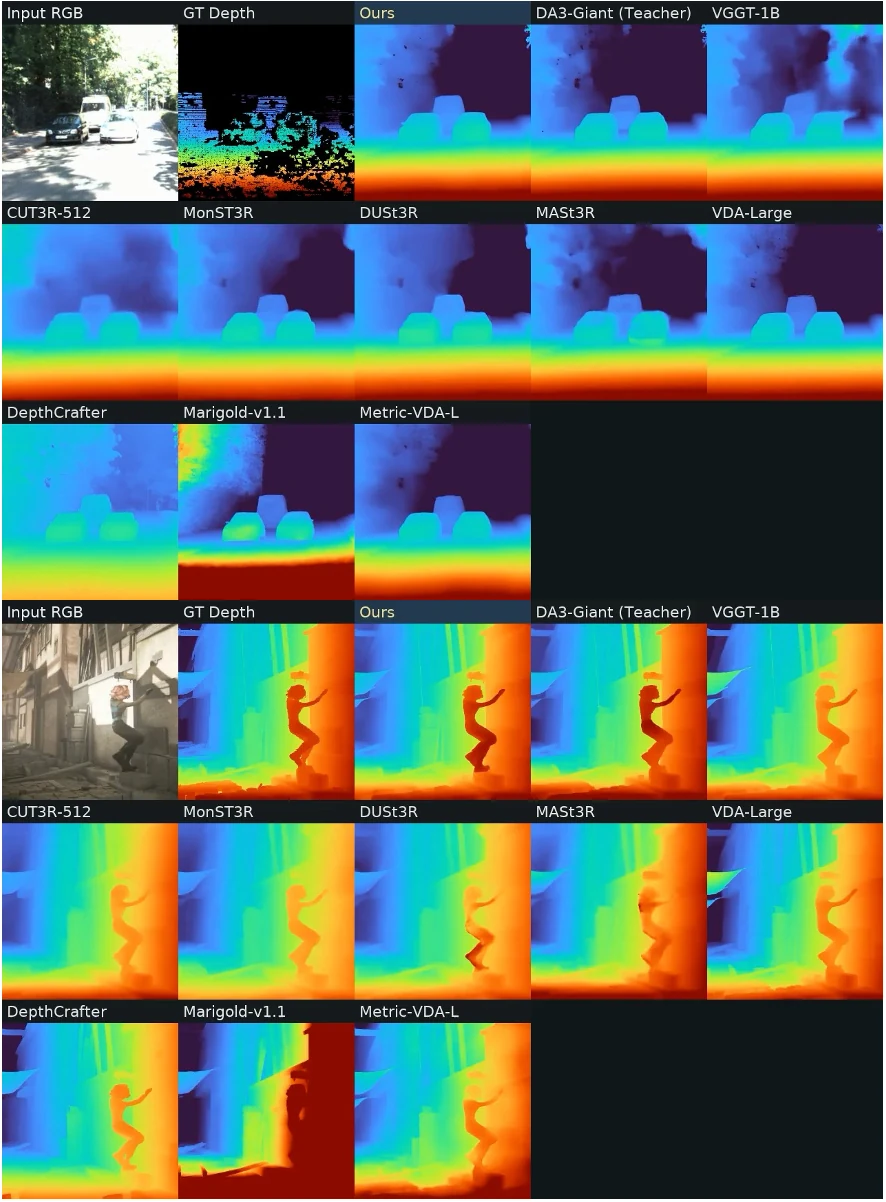 Input RGB GT Depth Ours DA3-Giant (Teacher) VGGT-1B
CUT3R-512 MonST3R DUSt3R MASt3R VDA-Large
DepthCrafter Marigold-v1.1 Metric-VDA-L
Input RGB GT Depth Ours DA3-Giant (Teacher) VGGT-1B
CUT3R-512 MonST3R DUSt3R MASt3R VDA-Large
DepthCrafter Marigold-v1.1 Metric-VDA-L